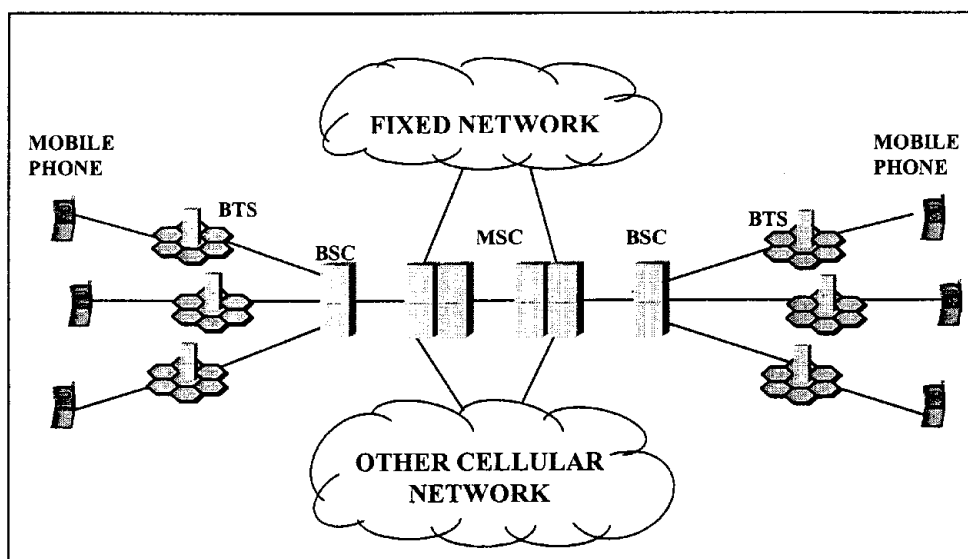 FIXED NETWORK
MOBILE
PHONE
MOBILE
PHONE
BTS
BSC
MSC
BSC
BTS
OTHER CELLULAR
NETWORK